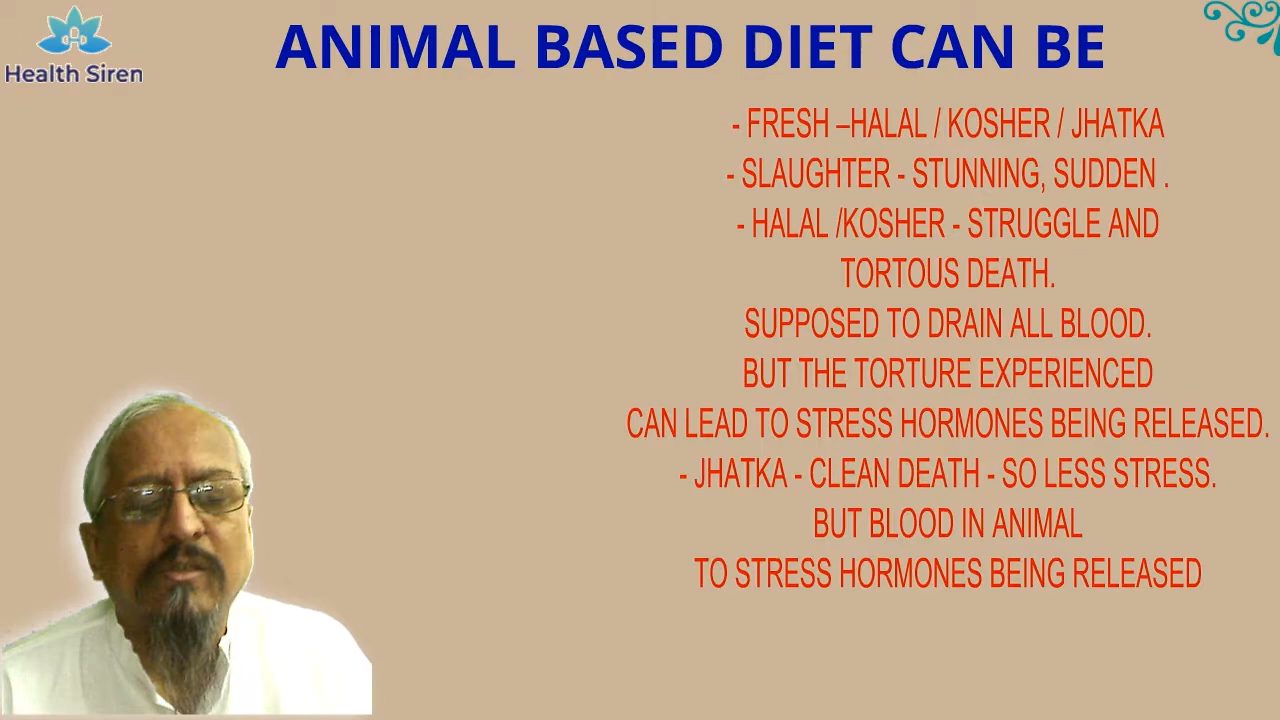 Health Siren
ANIMAL BASED DIET CAN BE
- FRESH –HALAL / KOSHER / JHATKA
- SLAUGHTER - STUNNING, SUDDEN .
- HALAL /KOSHER - STRUGGLE AND
TORTOUS DEATH.
SUPPOSED TO DRAIN ALL BLOOD.
BUT THE TORTURE EXPERIENCED
CAN LEAD TO STRESS HORMONES BEING RELEASED.
- JHATKA - CLEAN DEATH - SO LESS STRESS.
BUT BLOOD IN ANIMAL
TO STRESS HORMONES BEING RELEASED